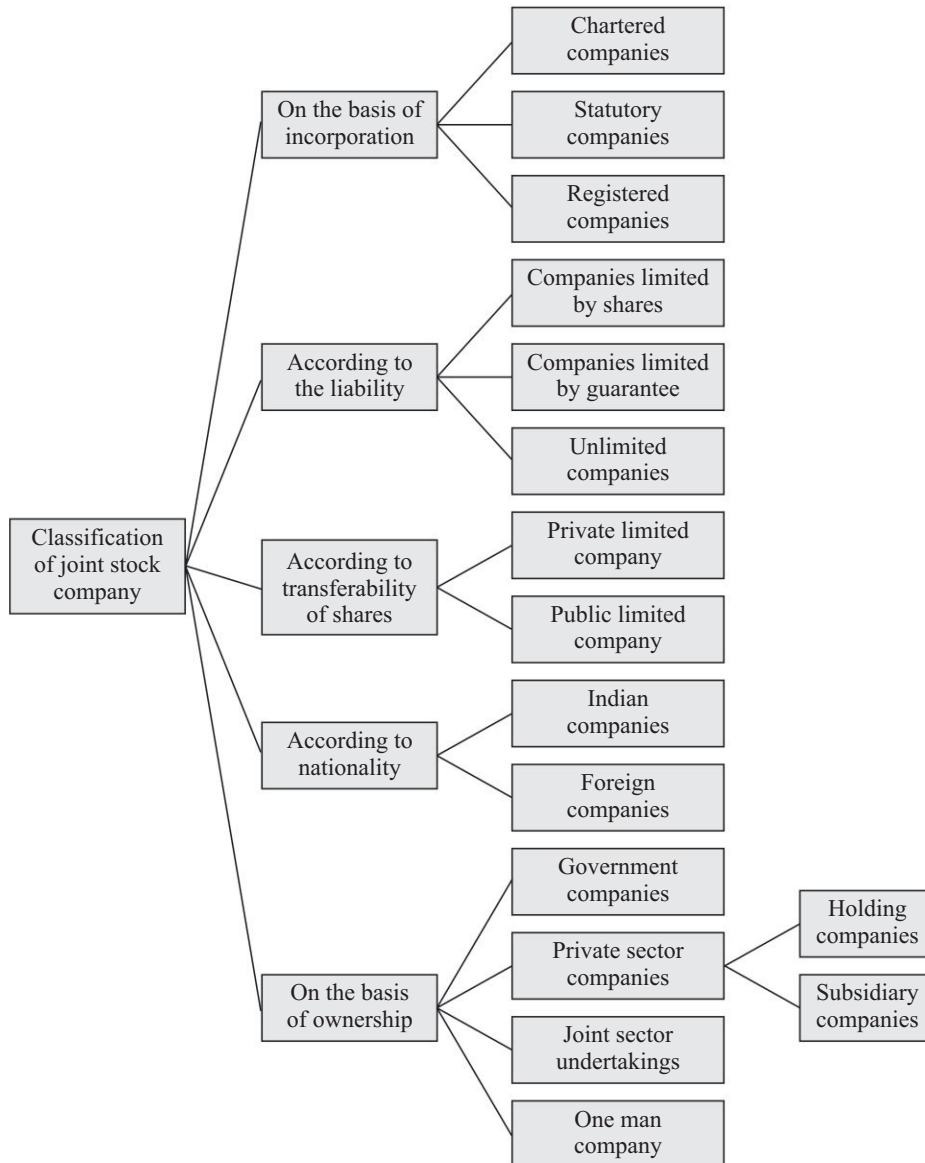 Classification
of joint stock
company
On the basis of
incorporation
Chartered
companies
Statutory
companies
Registered
companies
According to
the liability
Companies limited
by shares
Companies limited
by guarantee
Unlimited
companies
According to
transferability
of shares
Private limited
company
Public limited
company
According to
nationality
Indian
companies
Foreign
companies
On the basis
of ownership
Government
companies
Private sector
companies
Holding
companies
Subsidiary
companies
Joint sector
undertakings
One man
company